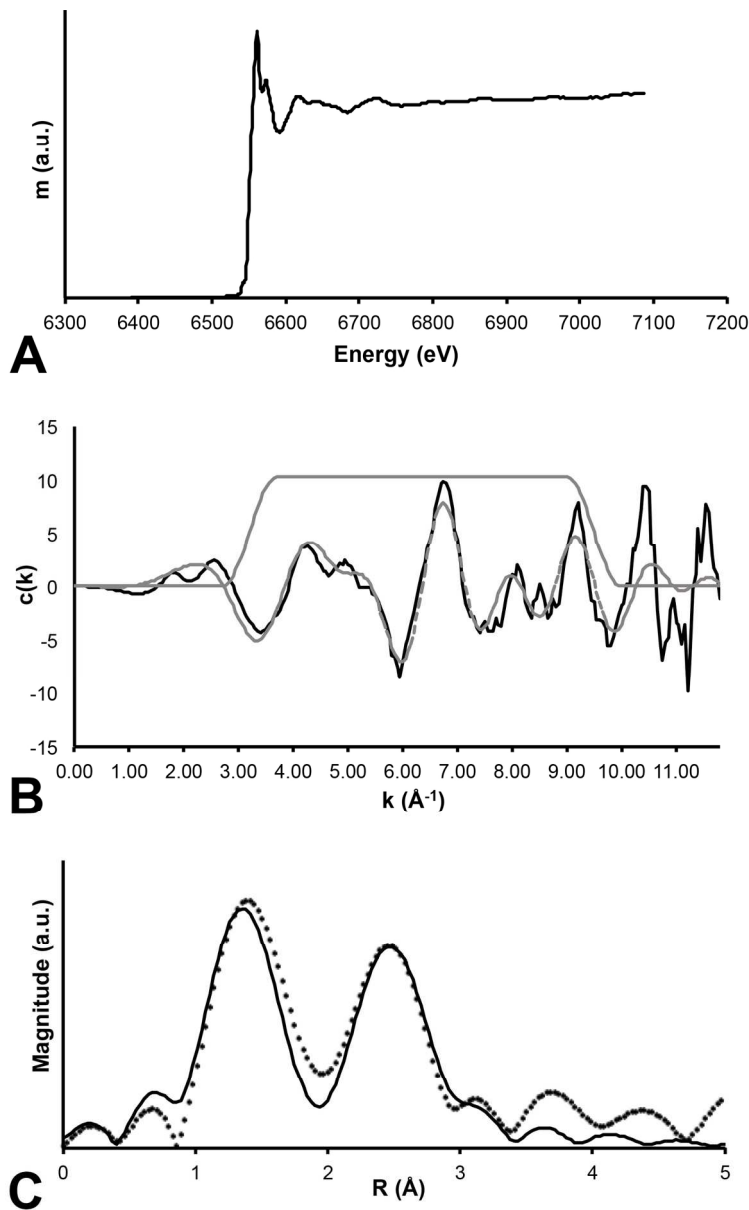 m (a.u.)
6300 6400 6500 6600 6700 6800 6900 7000 7100 7200
Energy (eV)
A
15
10
5
0
-5
-10
-15
c(k)
0.00 1.00 2.00 3.00 4.00 5.00 6.00 7.00 8.00 9.00 10.00 11.00
k (Å-1)
B
Magnitude (a.u.)
0 1 2 3 4 5
R (Å)
C